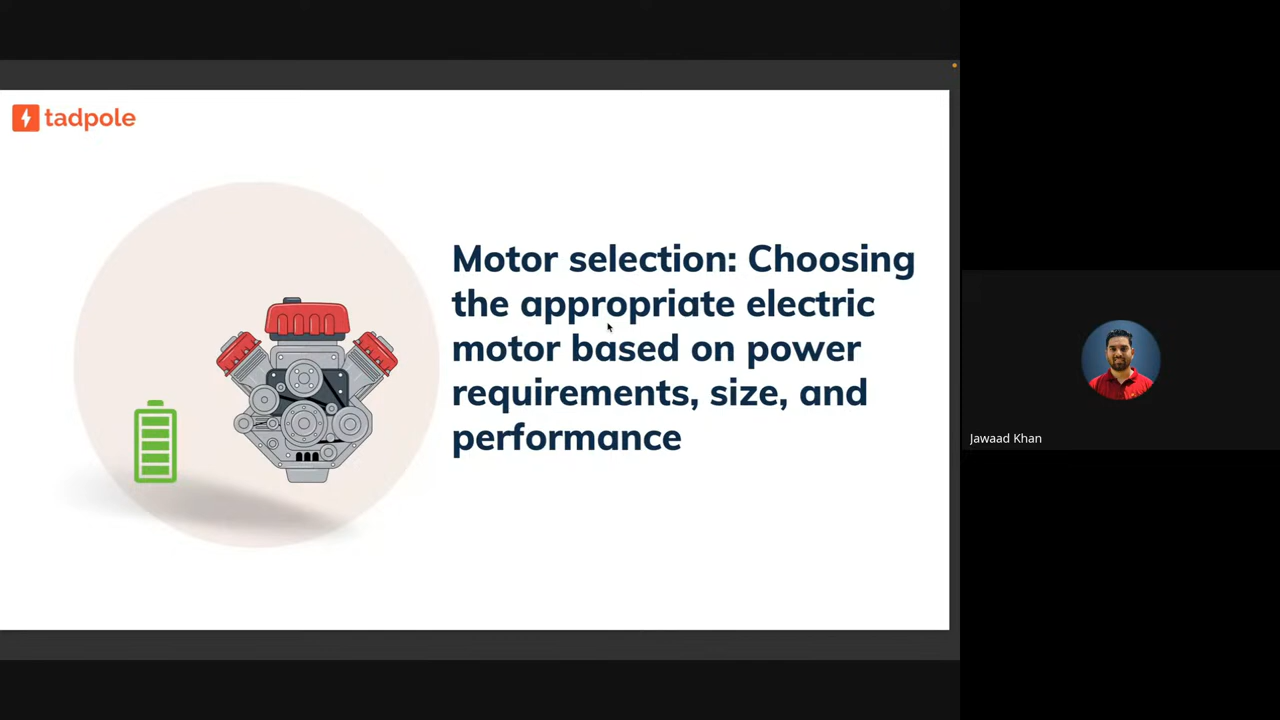 tadpole
Motor selection: Choosing
the appropriate electric
motor based on power
requirements, size, and
performance
Jawaad Khan